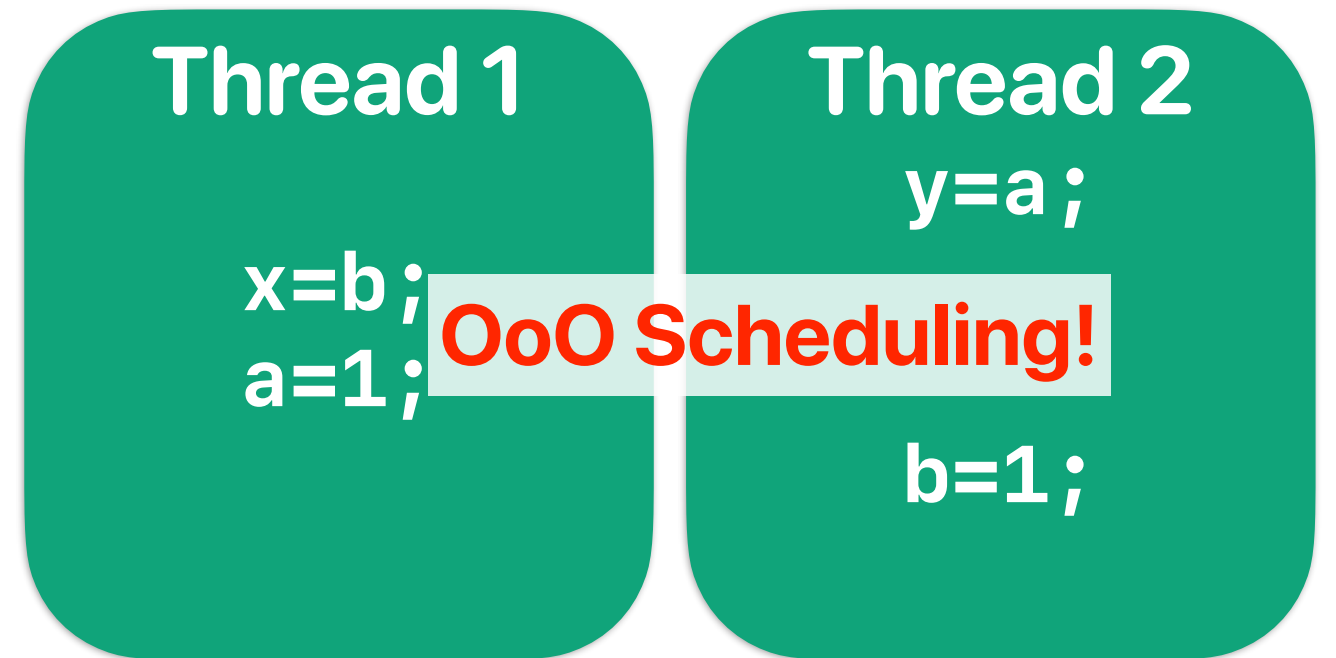 Thread 1
x=b;
a=1;
Thread 2
y=a;
OoO Scheduling!
b=1;